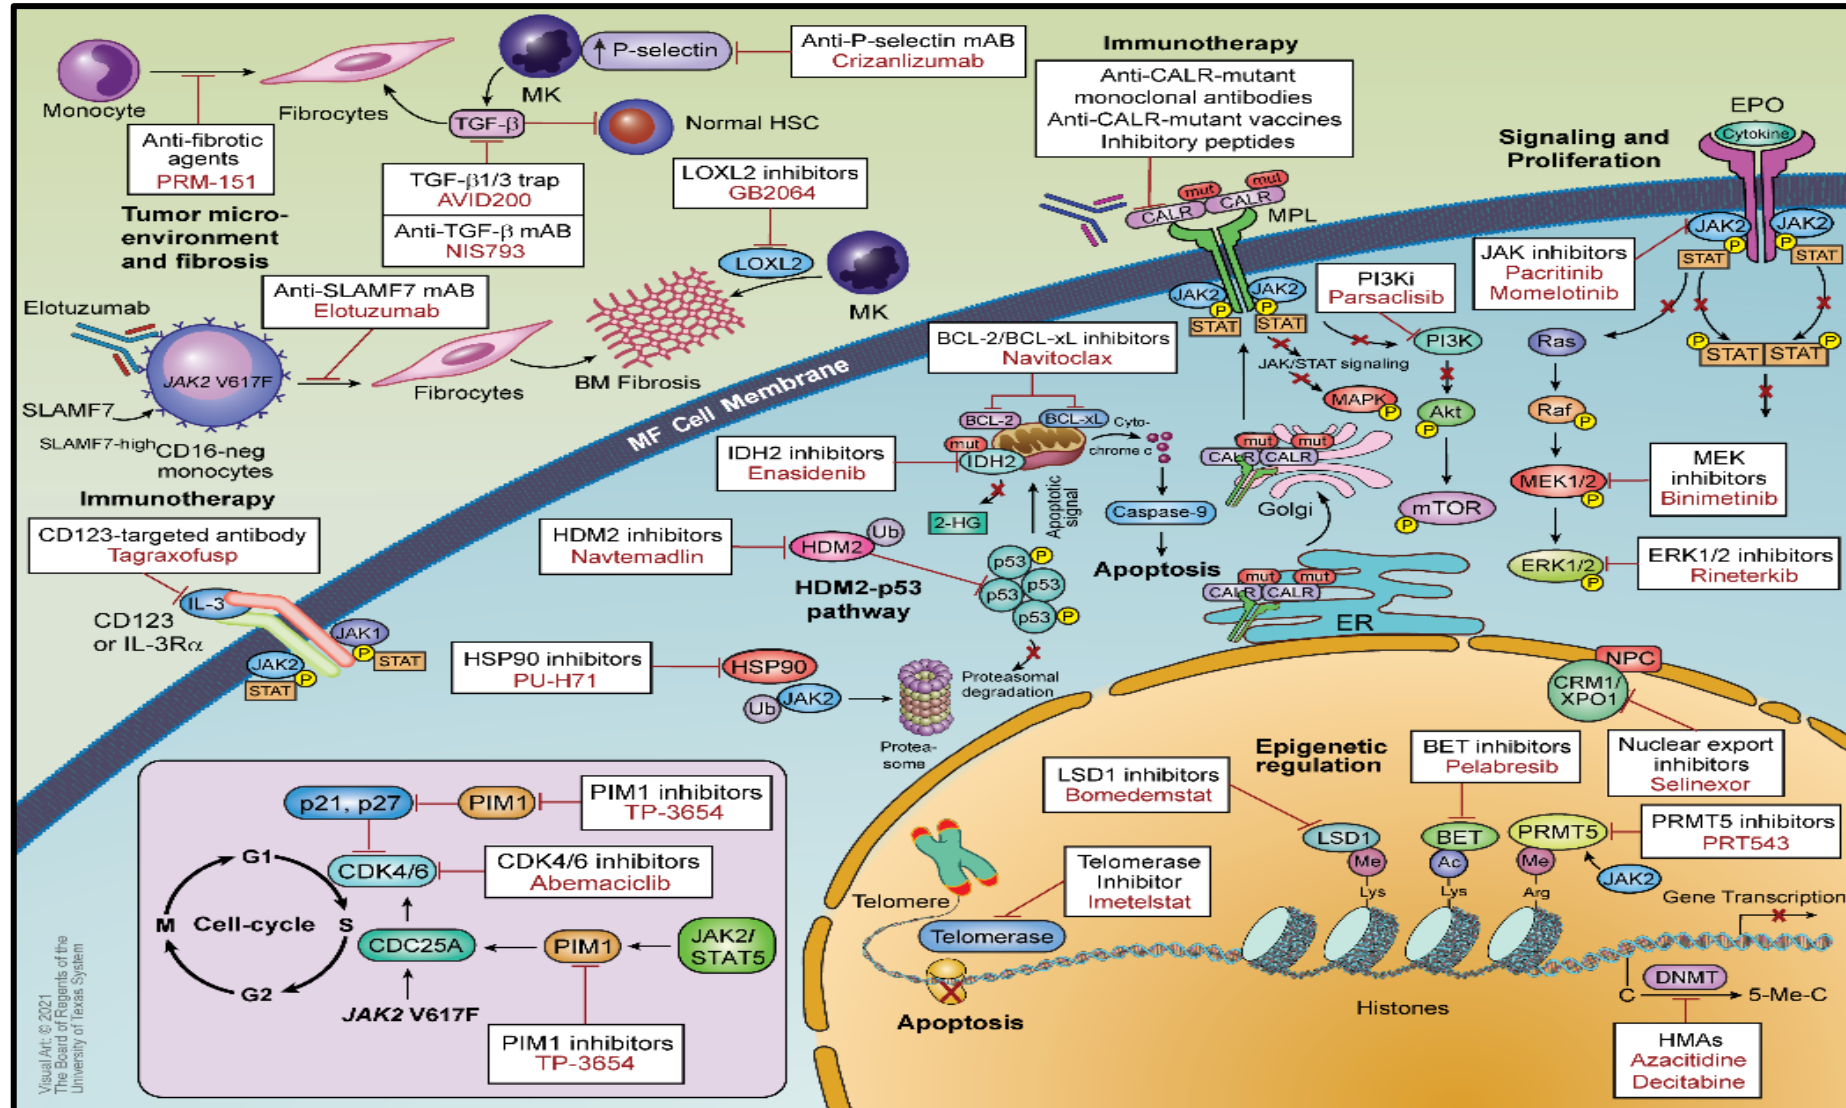 Monocyte
Fibrocytes
MK
P-selectin
Anti-P-selectin mAB
Crizanlizumab
TGF-β
Normal HSC
Anti-fibrotic
agents
PRM-151
TGF-β1/3 trap
AVID200
Anti-TGF-β mAB
NIS793
LOXL2 inhibitors
GB2064
LOXL2
MK
Tumor micro-
environment
and fibrosis
Elotuzumab
Anti-SLAMF7 mAB
Elotuzumab
JAK2 V617F
Fibrocytes
BM Fibrosis
SLAMF7
SLAMF7-high CD16-neg
monocytes
Immunotherapy
CD123-targeted antibody
Tagraxofusp
IL-3
CD123
or IL-3Rα
JAK2
P
STAT
JAK1
P
STAT
MF Cell Membrane
Immunotherapy
Anti-CALR-mutant
monoclonal antibodies
Anti-CALR-mutant vaccines
Inhibitory peptides
mut
mut
CALR
CALR
MPL
JAK2
JAK2
P
P
STAT
STAT
JAK/STAT signaling
MAPK
P
PI3Ki
Parsaclisib
PI3K
Akt
P
mTOR
P
Signaling and
Proliferation
EPO
Cytokine
JAK2
JAK2
P
P
STAT
STAT
JAK inhibitors
Pacritinib
Momelotinib
P
P
STAT
STAT
Ras
Raf
P
MEK1/2
P
MEK
inhibitors
Binimetinib
ERK1/2
P
ERK1/2 inhibitors
Rineterkib
BCL-2/BCL-xL inhibitors
Navitoclax
BCL-2
BCL-xL
Cyto-
chrome c
mut
IDH2
IDH2 inhibitors
Enasidenib
2-HG
Apoptotic
signal
Caspase-9
Apoptosis
HDM2 inhibitors
Navtemadlin
HDM2
Ub
HDM2-p53
pathway
p53
P
p53
p53
p53
P
Proteasomal
degradation
HSP90 inhibitors
PU-H71
HSP90
Ub
JAK2
Protea-
some
mut
mut
CALR
CALR
Golgi
mut
mut
CALR
CALR
ER
NPC
CRM1/
XPO1
Nuclear export
inhibitors
Selinexor
Epigenetic
regulation
LSD1 inhibitors
Bomedemstat
BET inhibitors
Pelabresib
PRMT5 inhibitors
PRT543
LSD1
Me
Lys
BET
Ac
Lys
PRMT5
Me
Arg
JAK2
Gene Transcription
Histones
Telomere
Telomerase
Inhibitor
Imetelstat
Telomerase
Apoptosis
C
DNMT
5-Me-C
HMAs
Azacitidine
Decitabine
p21, p27
PIM1
PIM1 inhibitors
TP-3654
CDK4/6
CDK4/6 inhibitors
Abemaciclib
G1
M
Cell-cycle
S
G2
CDC25A
PIM1
JAK2/
STAT5
JAK2 V617F
PIM1 inhibitors
TP-3654
Visual Art: © 2021
The Board of Regents of the
University of Texas System